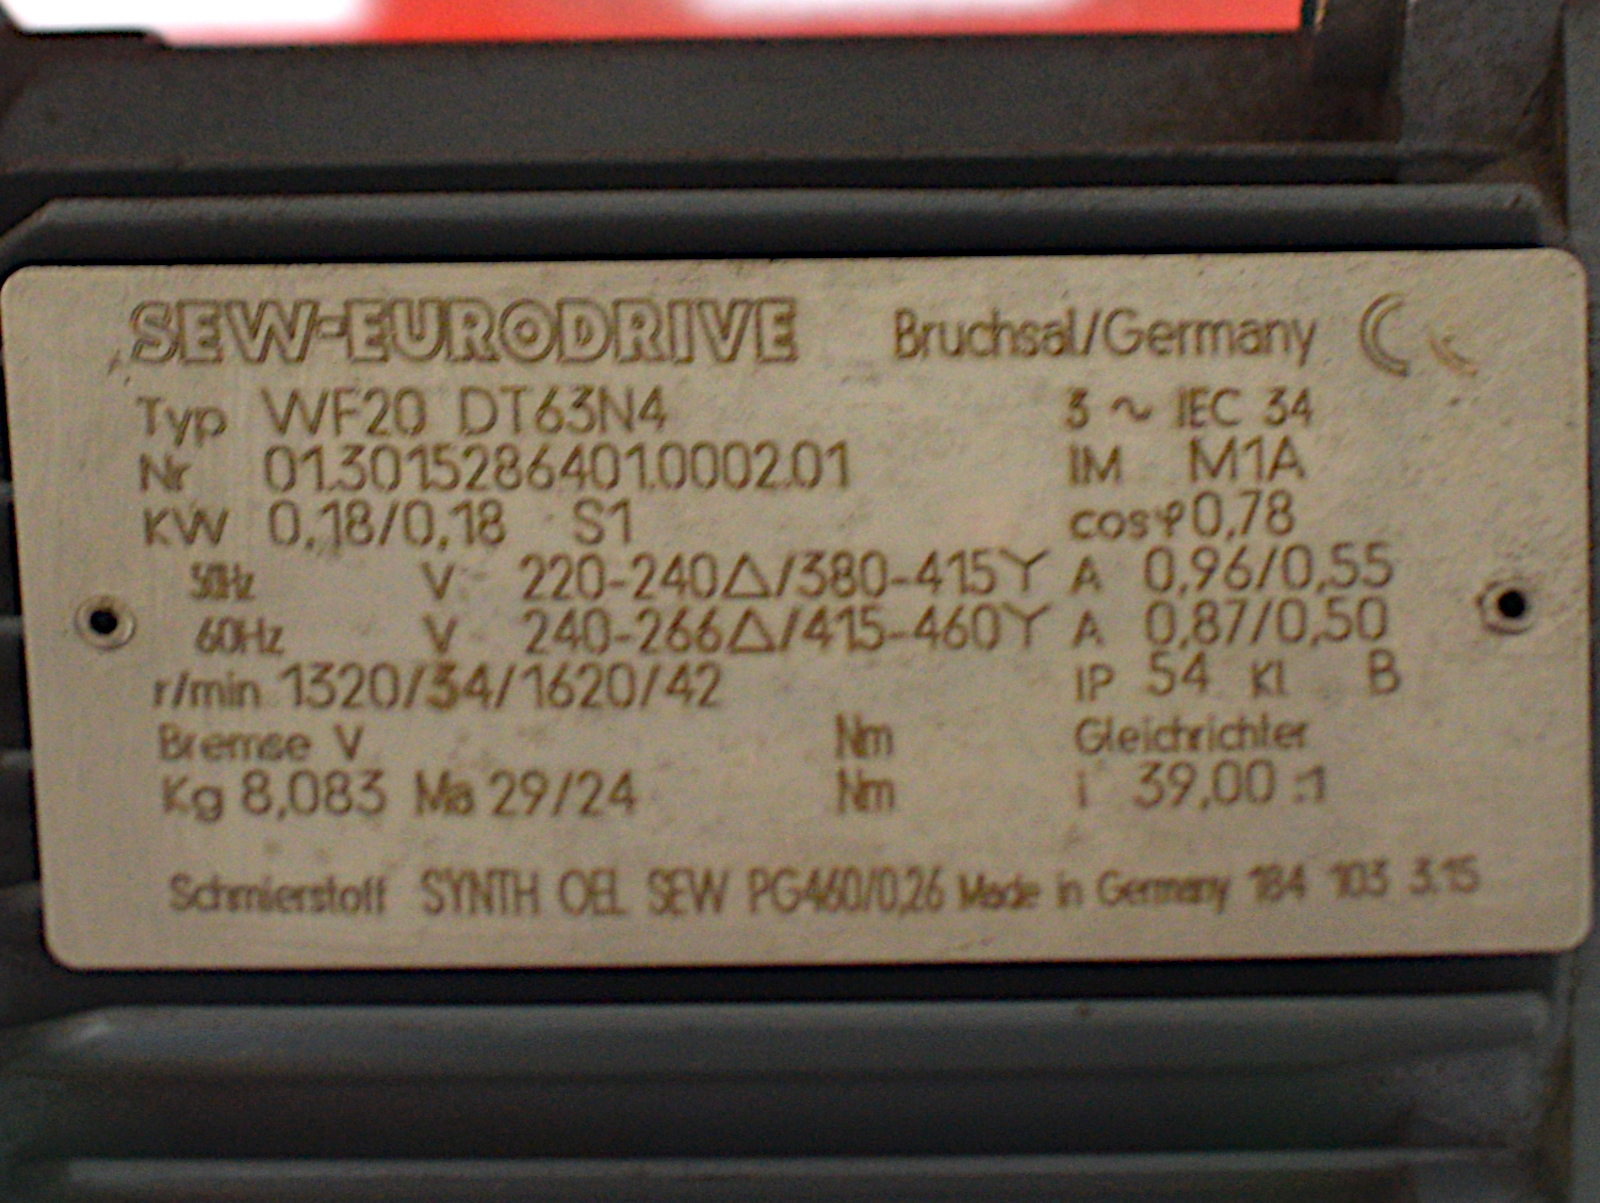 SEW-EURODRIVE Bruchsal/Germany CE
Typ WF20 DT63N4 3 ~ IEC 34
Nr 01.3015286401.0002.01 IM M1A
KW 0,18/0,18 S1 cosφ 0,78
50Hz V 220-240△/380-415Y A 0,96/0,55
60Hz V 240-266△/415-460Y A 0,87/0,50
r/min 1320/34/1620/42 IP 54 Kl B
Bremse V Nm Gleichrichter
Kg 8,083 Ma 29/24 Nm i 39,00 :1
Schmierstoff SYNTH OEL SEW PG460/0,26 Made in Germany 184 103 3.15